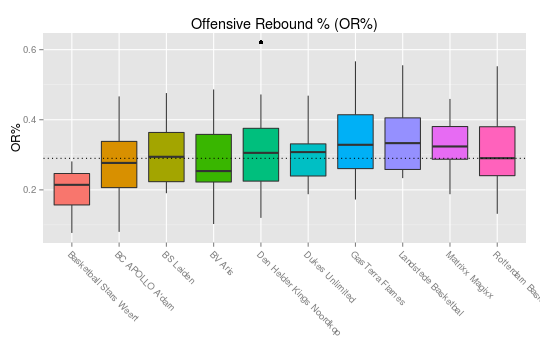 Offensive Rebound % (OR%)
OR%
0.6
0.4
0.2
Basketball Stars Weert
BC APOLLO A'dam
BS Leiden
BV Aris
Den Helder Kings Noordkop
Dukes Unlimited
GasTerra Flames
Landstede Basketbal
Matrixx Magixx
Rotterdam Bas